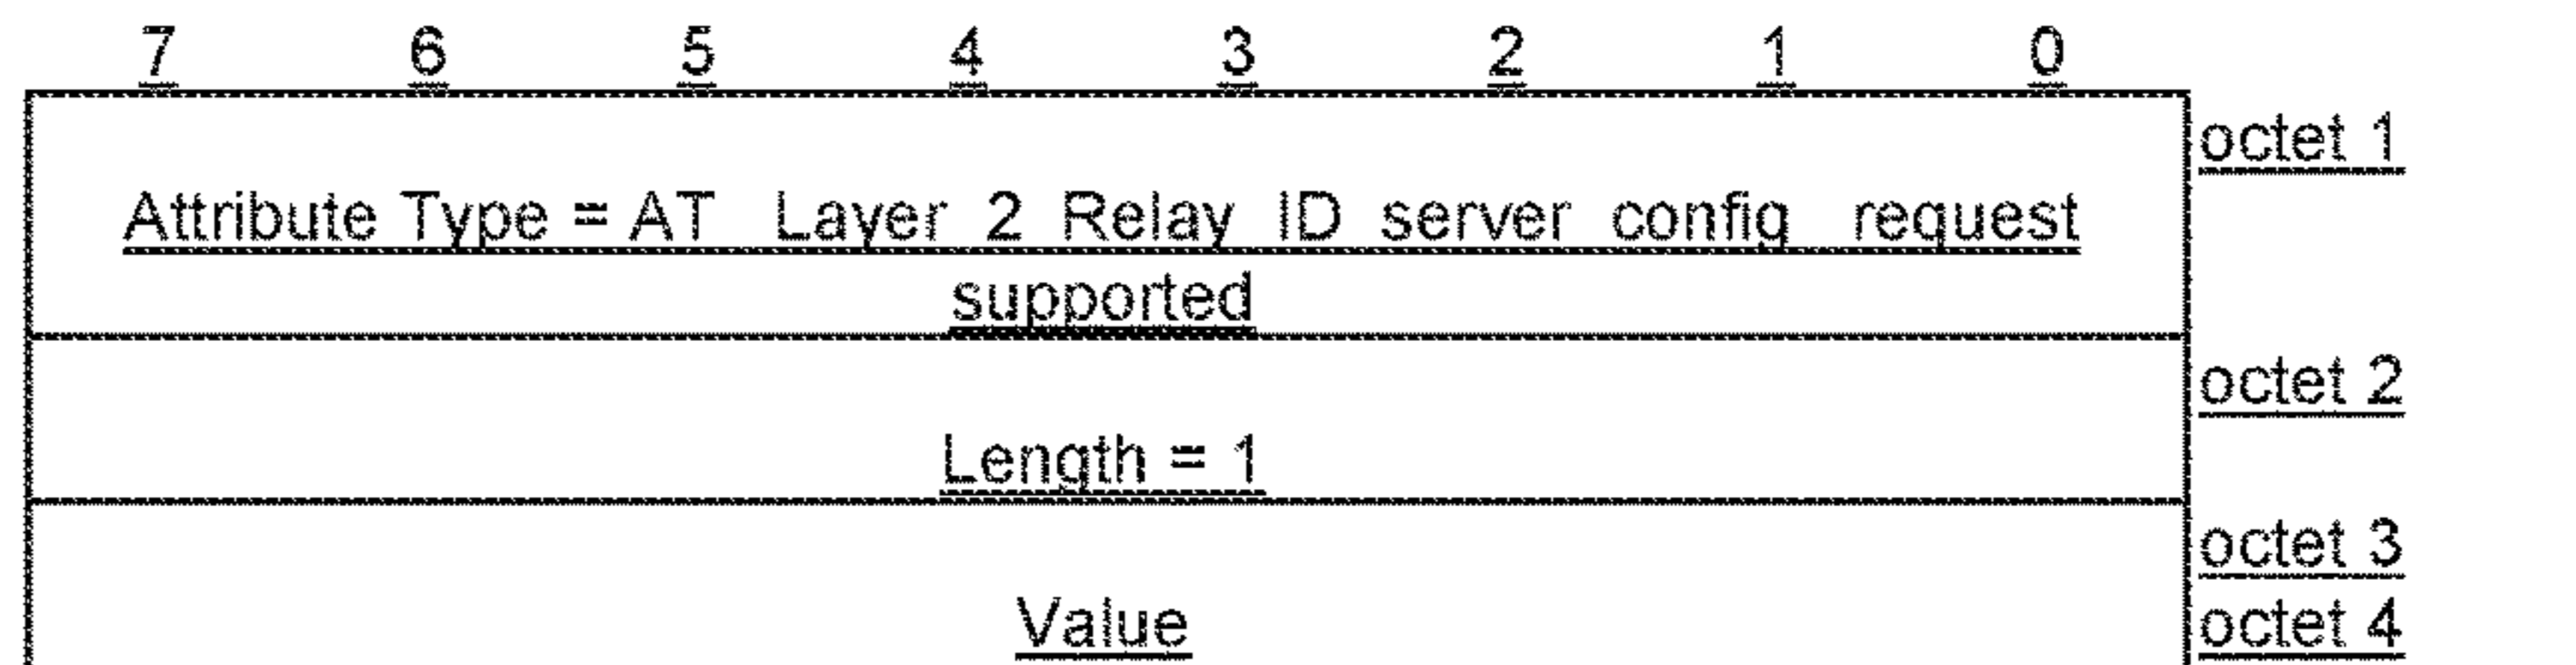 7 6 5 4 3 2 1 0
octet 1
Attribute Type = AT_Layer_2_Relay_ID_server_config_request
supported
octet 2
Length = 1
octet 3
Value octet 4